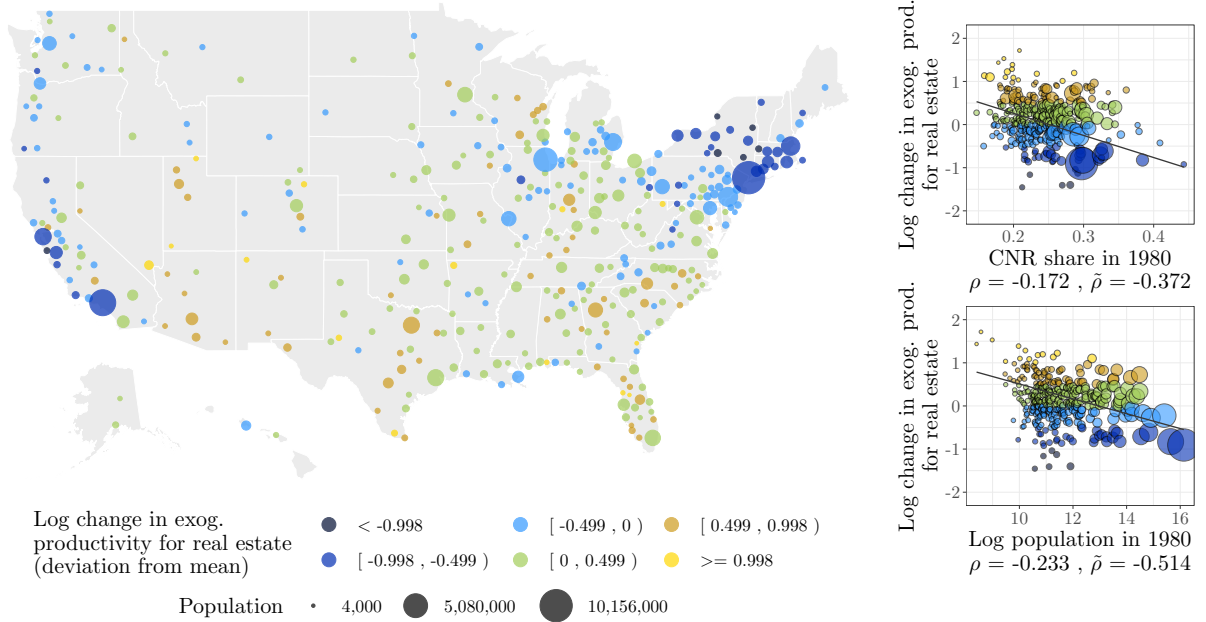 Log change in exog. prod.
for real estate
2
1
0
-1
-2
0.2 0.3 0.4
CNR share in 1980
ρ = -0.172 , ρ̃ = -0.372
Log change in exog. prod.
for real estate
2
1
0
-1
-2
10 12 14 16
Log population in 1980
ρ = -0.233 , ρ̃ = -0.514
Log change in exog.
productivity for real estate
(deviation from mean)
< -0.998
[ -0.499 , 0 )
[ 0.499 , 0.998 )
[ -0.998 , -0.499 )
[ 0 , 0.499 )
>= 0.998
Population 4,000 5,080,000 10,156,000